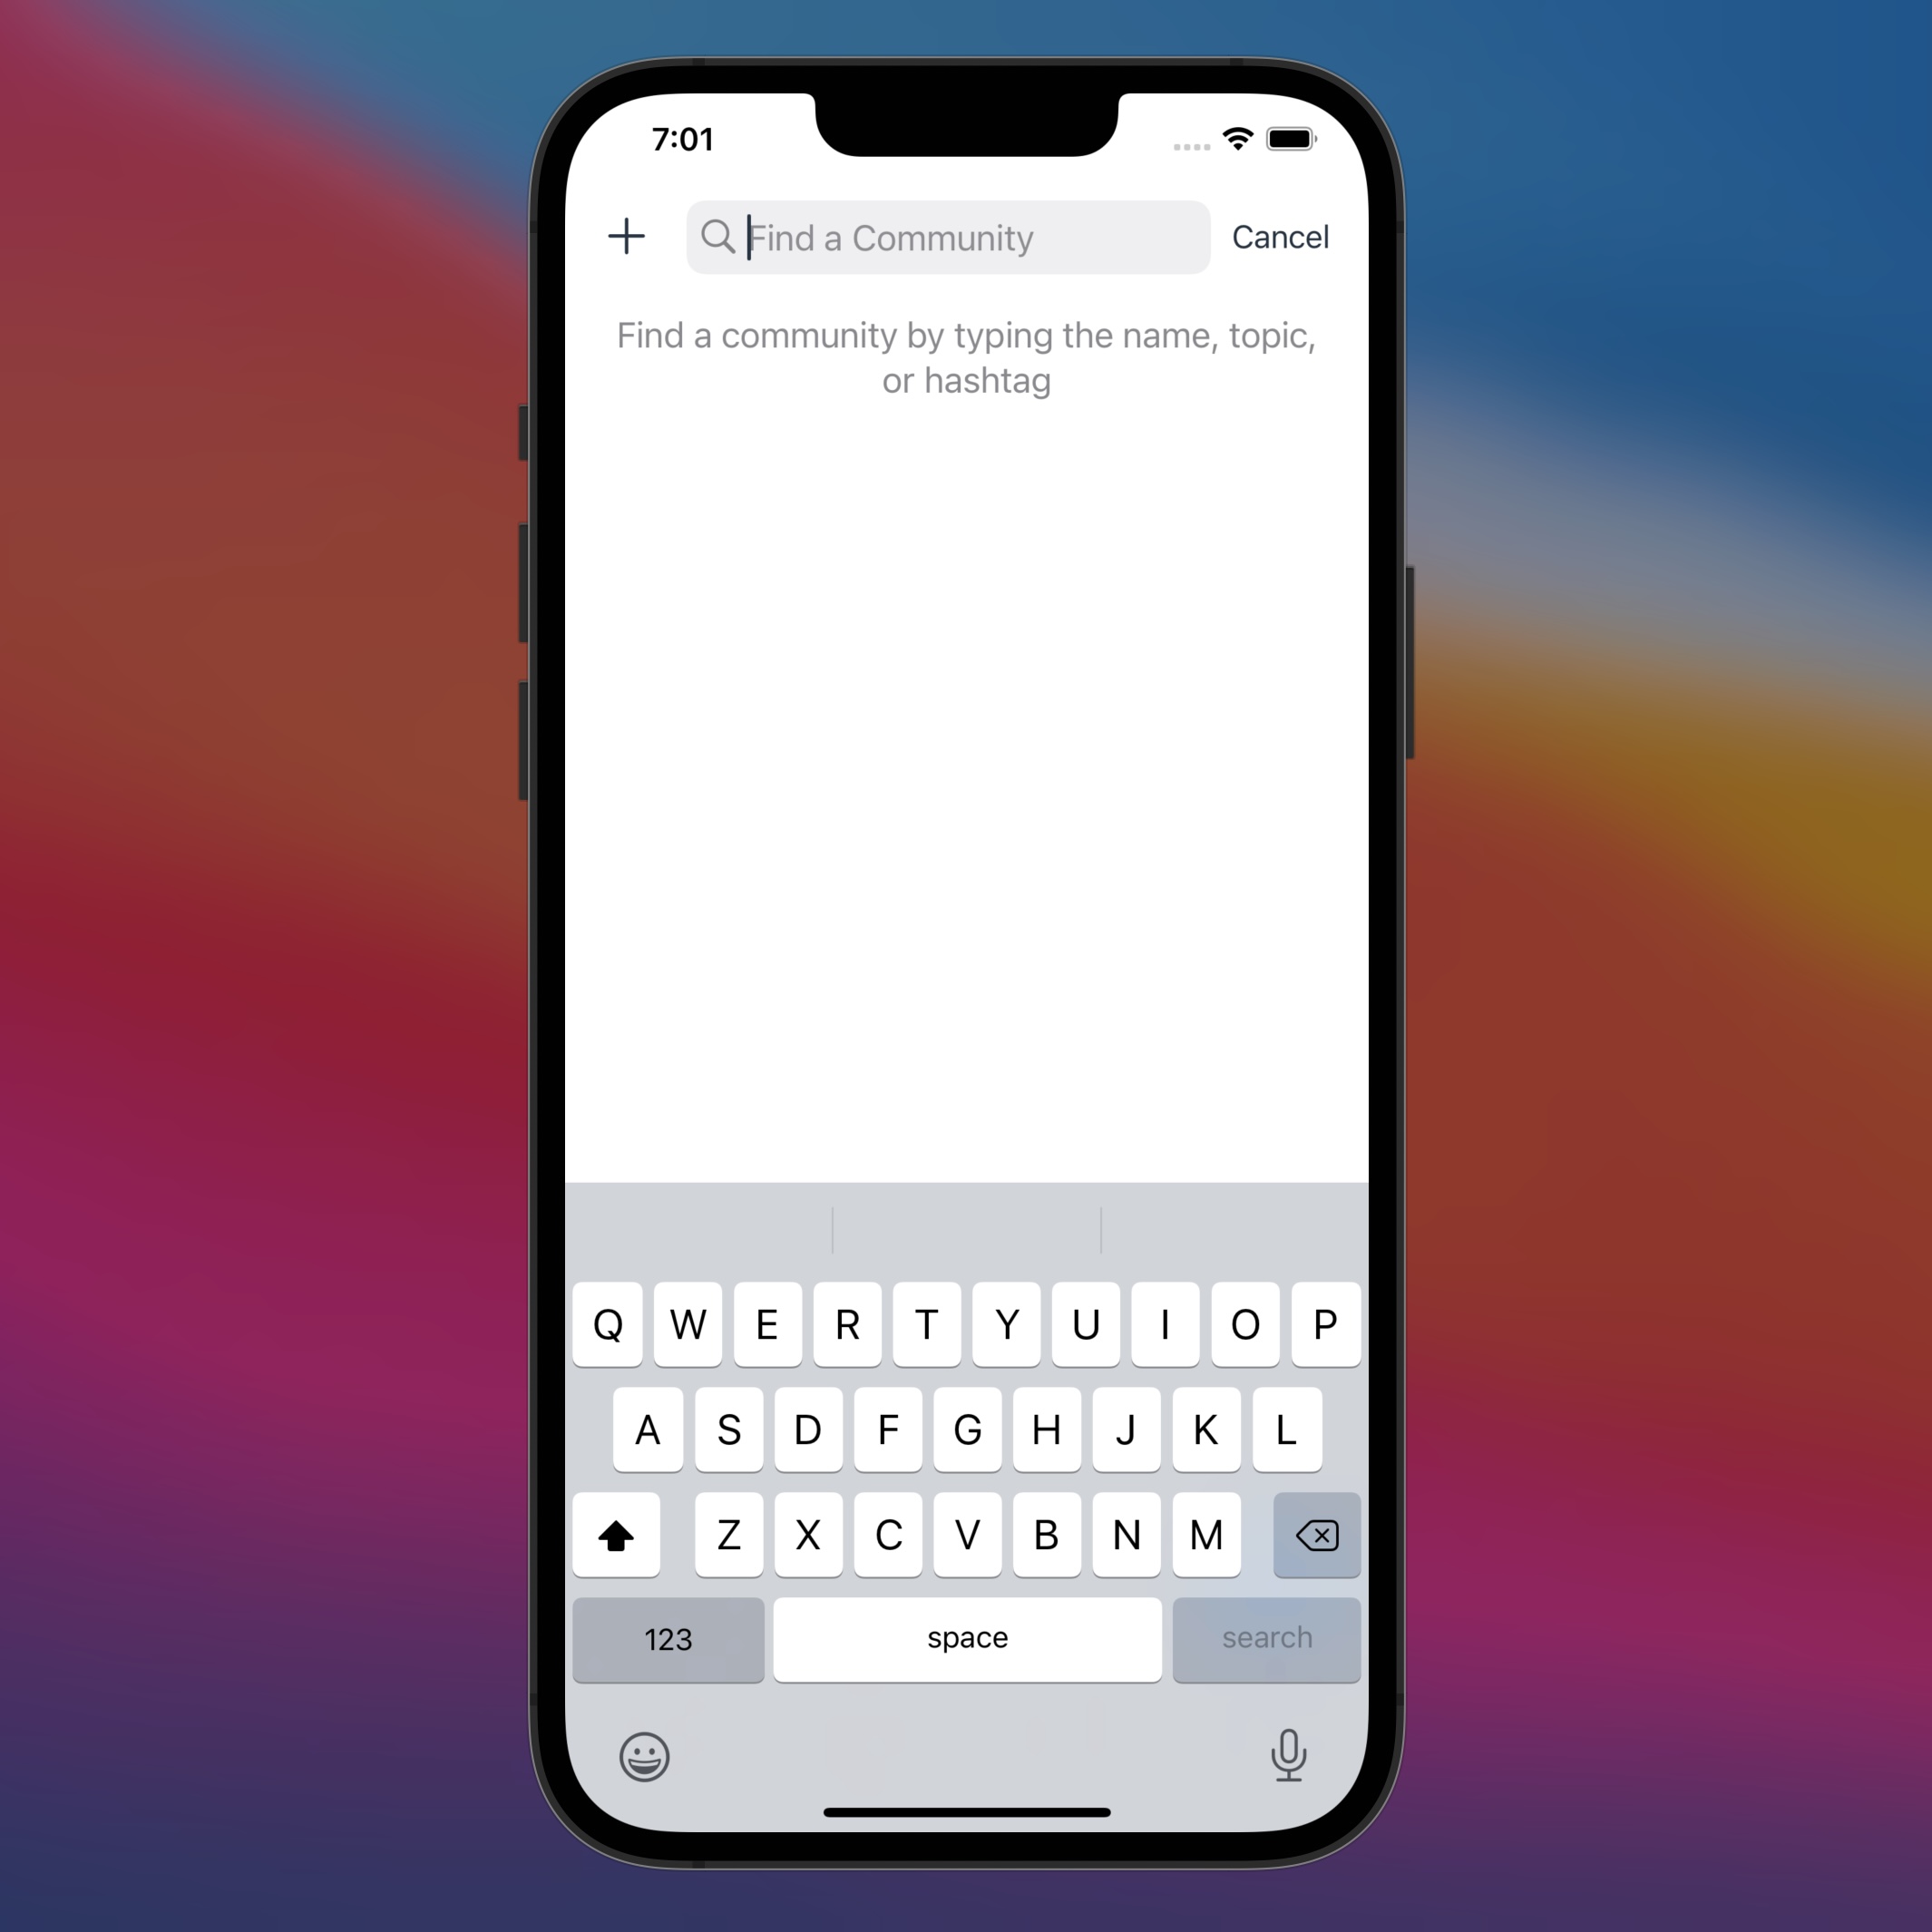 7:01
Find a Community
Cancel
Find a community by typing the name, topic,
or hashtag
Q W E R T Y U I O P
A S D F G H J K L
Z X C V B N M
123 space search